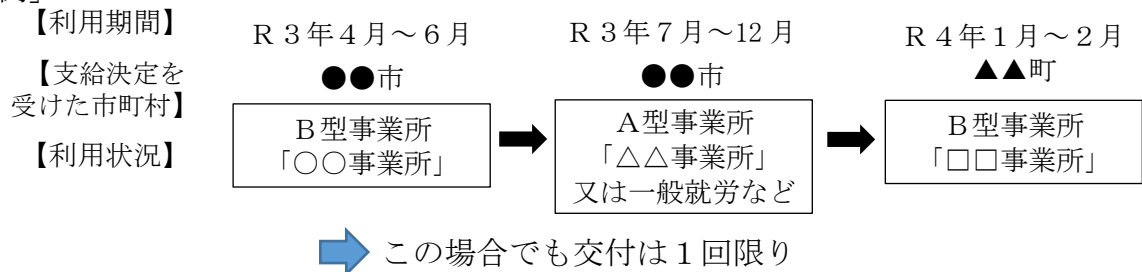 例」
【利用期間】 Ｒ３年４月～６月 Ｒ３年７月～12月 Ｒ４年１月～２月
【支給決定を
受けた市町村】 ●●市 ●●市 ▲▲町
【利用状況】
Ｂ型事業所
「○○事業所」
Ａ型事業所
「△△事業所」
又は一般就労など
Ｂ型事業所
「□□事業所」
この場合でも交付は１回限り